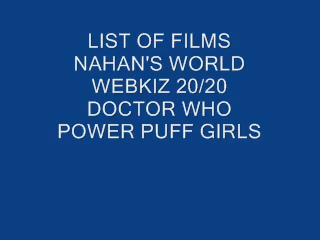 LIST OF FILMS
NAHAN'S WORLD
WEBKIZ 20/20
DOCTOR WHO
POWER PUFF GIRLS